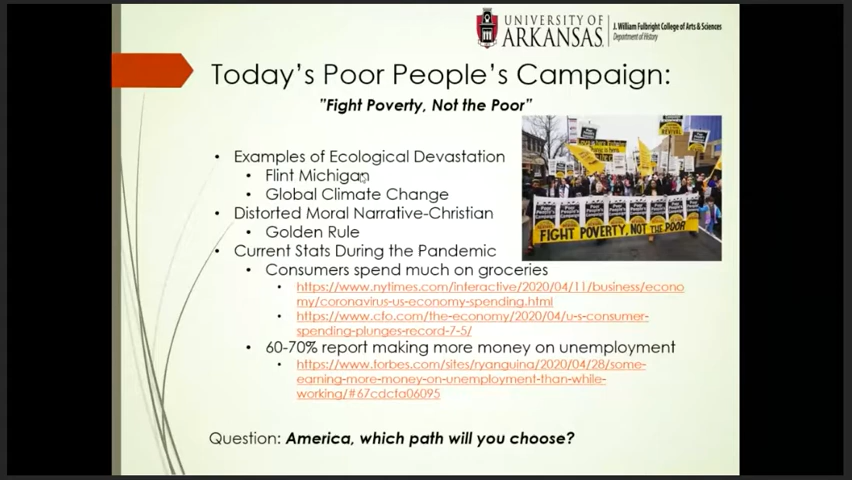 UNIVERSITY OF
ARKANSAS
J. William Fulbright College of Arts & Sciences
Department of History
Today's Poor People's Campaign:
"Fight Poverty, Not the Poor"
• Examples of Ecological Devastation
• Flint Michigan
• Global Climate Change
• Distorted Moral Narrative-Christian
• Golden Rule
• Current Stats During the Pandemic
• Consumers spend much on groceries
• https://www.nytimes.com/interactive/2020/04/11/business/econo
my/coronavirus-us-economy-spending.html
• https://www.cfo.com/the-economy/2020/04/u-s-consumer-
spending-plunges-record-7-5/
• 60-70% report making more money on unemployment
• https://www.forbes.com/sites/ryanguina/2020/04/28/some-
earning-more-money-on-unemployment-than-while-
working/#67cdcfa06095
REVIVAL
FIGHT POVERTY, NOT THE POOR
Question: America, which path will you choose?